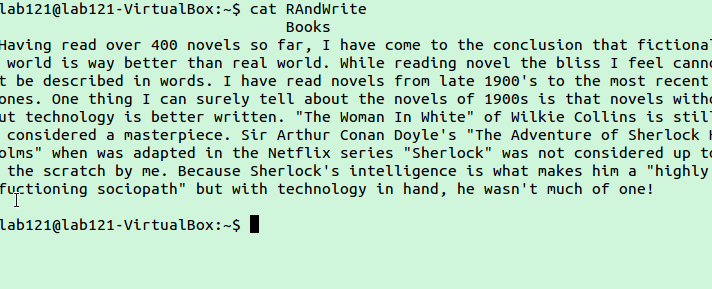 lab121@lab121-VirtualBox:~$ cat RAndWrite
Books
Having read over 400 novels so far, I have come to the conclusion that fictional
world is way better than real world. While reading novel the bliss I feel canno
t be described in words. I have read novels from late 1900's to the most recent
ones. One thing I can surely tell about the novels of 1900s is that novels witho
ut technology is better written. "The Woman In White" of Wilkie Collins is still
considered a masterpiece. Sir Arthur Conan Doyle's "The Adventure of Sherlock H
olms" when was adapted in the Netflix series "Sherlock" was not considered up to
the scratch by me. Because Sherlock's intelligence is what makes him a "highly
fuctioning sociopath" but with technology in hand, he wasn't much of one!
lab121@lab121-VirtualBox:~$